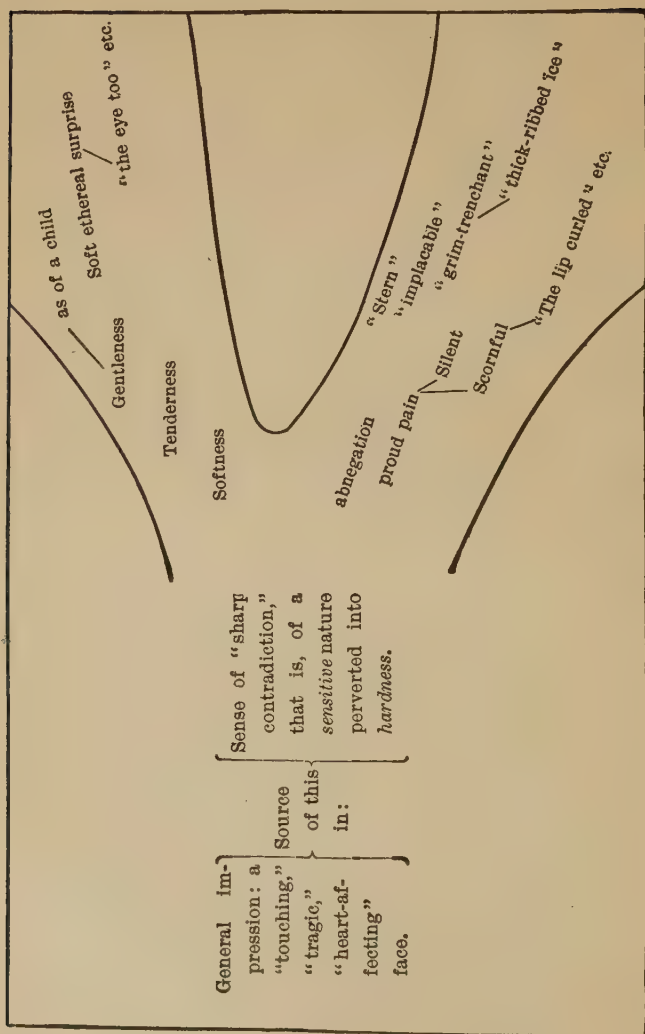 General im-
pression: a
"touching,"
"tragic,"
"heart-af-
fecting"
face.
Source
of this
in:
Sense of "sharp
contradiction,"
that is, of a
sensitive nature
perverted into
hardness.
Softness
Tenderness
Gentleness
as of a child
Soft ethereal surprise
"the eye too" etc.
abnegation
proud pain
Silent
Scornful
"The lip curled" etc.
"Stern"
"implacable"
"grim-trenchant"
"thick-ribbed ice"